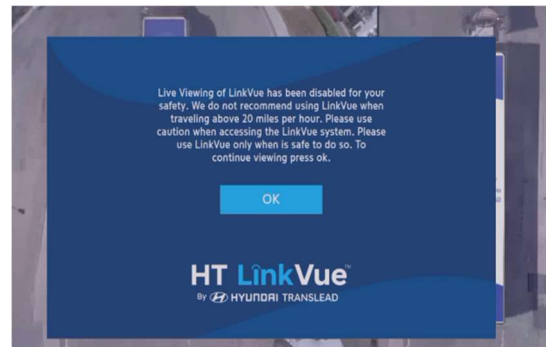 Live Viewing of LinkVue has been disabled for your
safety. We do not recommend using LinkVue when
traveling above 20 miles per hour. Please use
caution when accessing the LinkVue system. Please
use LinkVue only when is safe to do so. To
continue viewing press ok.
OK
HT LinkVue™
By HYUNDAI TRANSLEAD